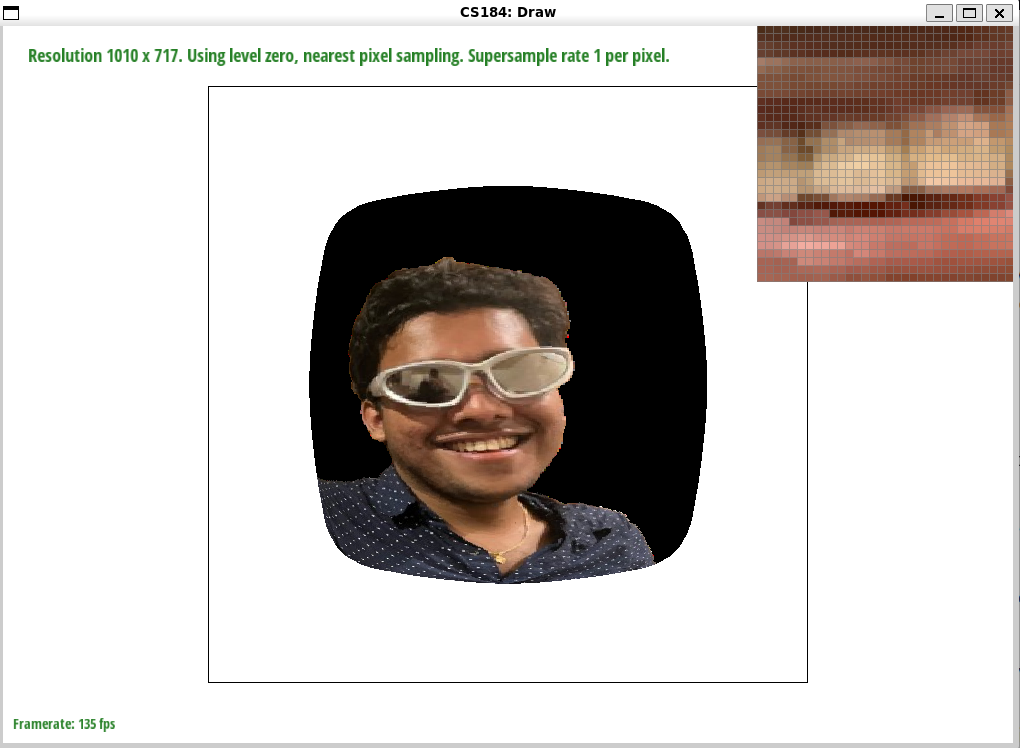 CS184: Draw
Resolution 1010 x 717. Using level zero, nearest pixel sampling. Supersample rate 1 per pixel.
Framerate: 135 fps